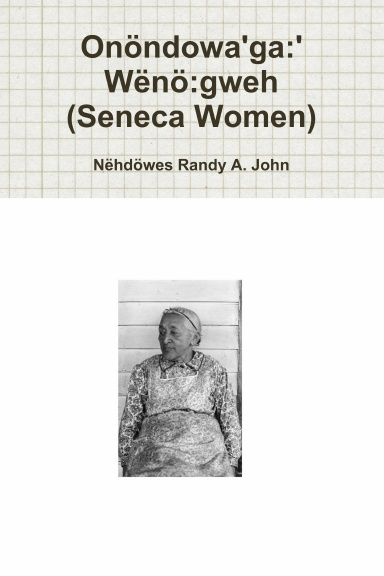 Onöndowa'ga:'
Wënö:gweh
(Seneca Women)
Nëhdöwes Randy A. John